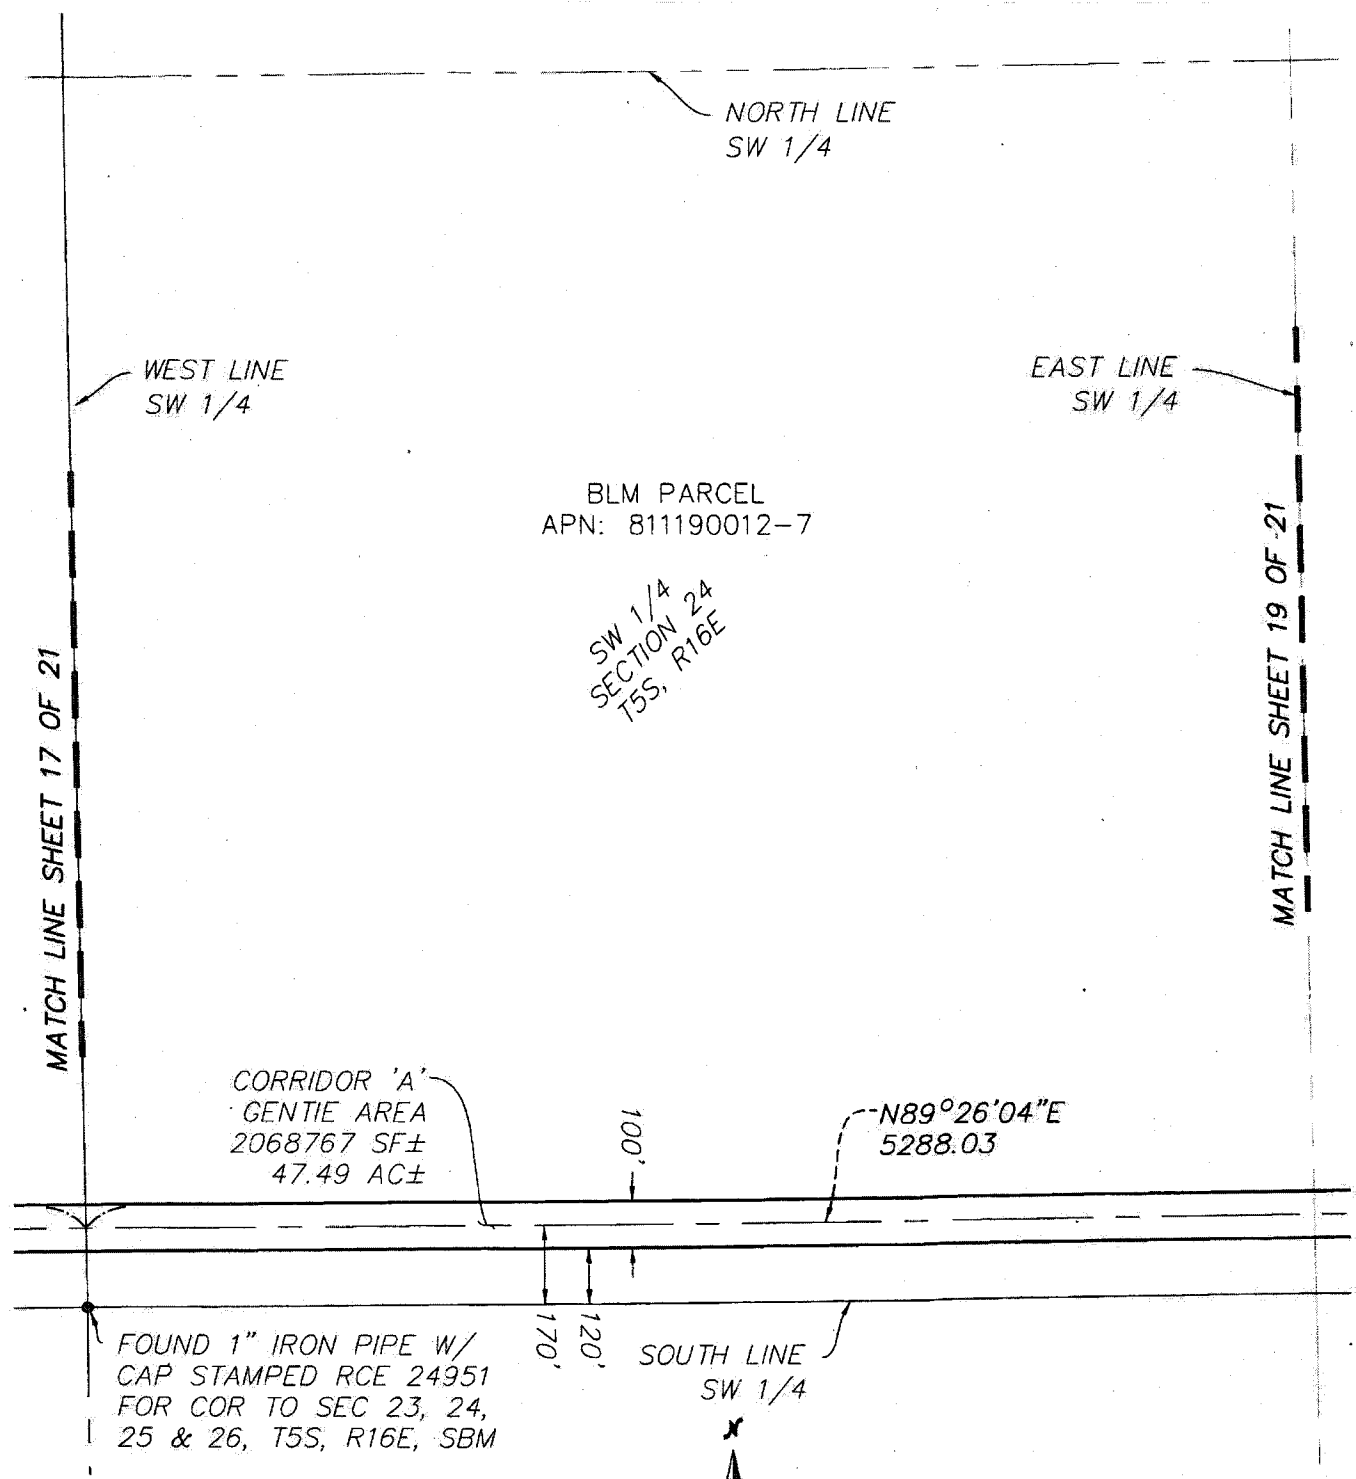 NORTH LINE
SW 1/4
WEST LINE
SW 1/4
EAST LINE
SW 1/4
BLM PARCEL
APN: 811190012-7
SW 1/4
SECTION 24
T5S, R16E
MATCH LINE SHEET 17 OF 21
MATCH LINE SHEET 19 OF 21
CORRIDOR 'A'
GENTIE AREA
2068767 SF±
47.49 AC±
100'
N89°26'04"E
5288.03
170'
120'
FOUND 1" IRON PIPE W/
CAP STAMPED RCE 24951
FOR COR TO SEC 23, 24,
25 & 26, T5S, R16E, SBM
SOUTH LINE
SW 1/4
N